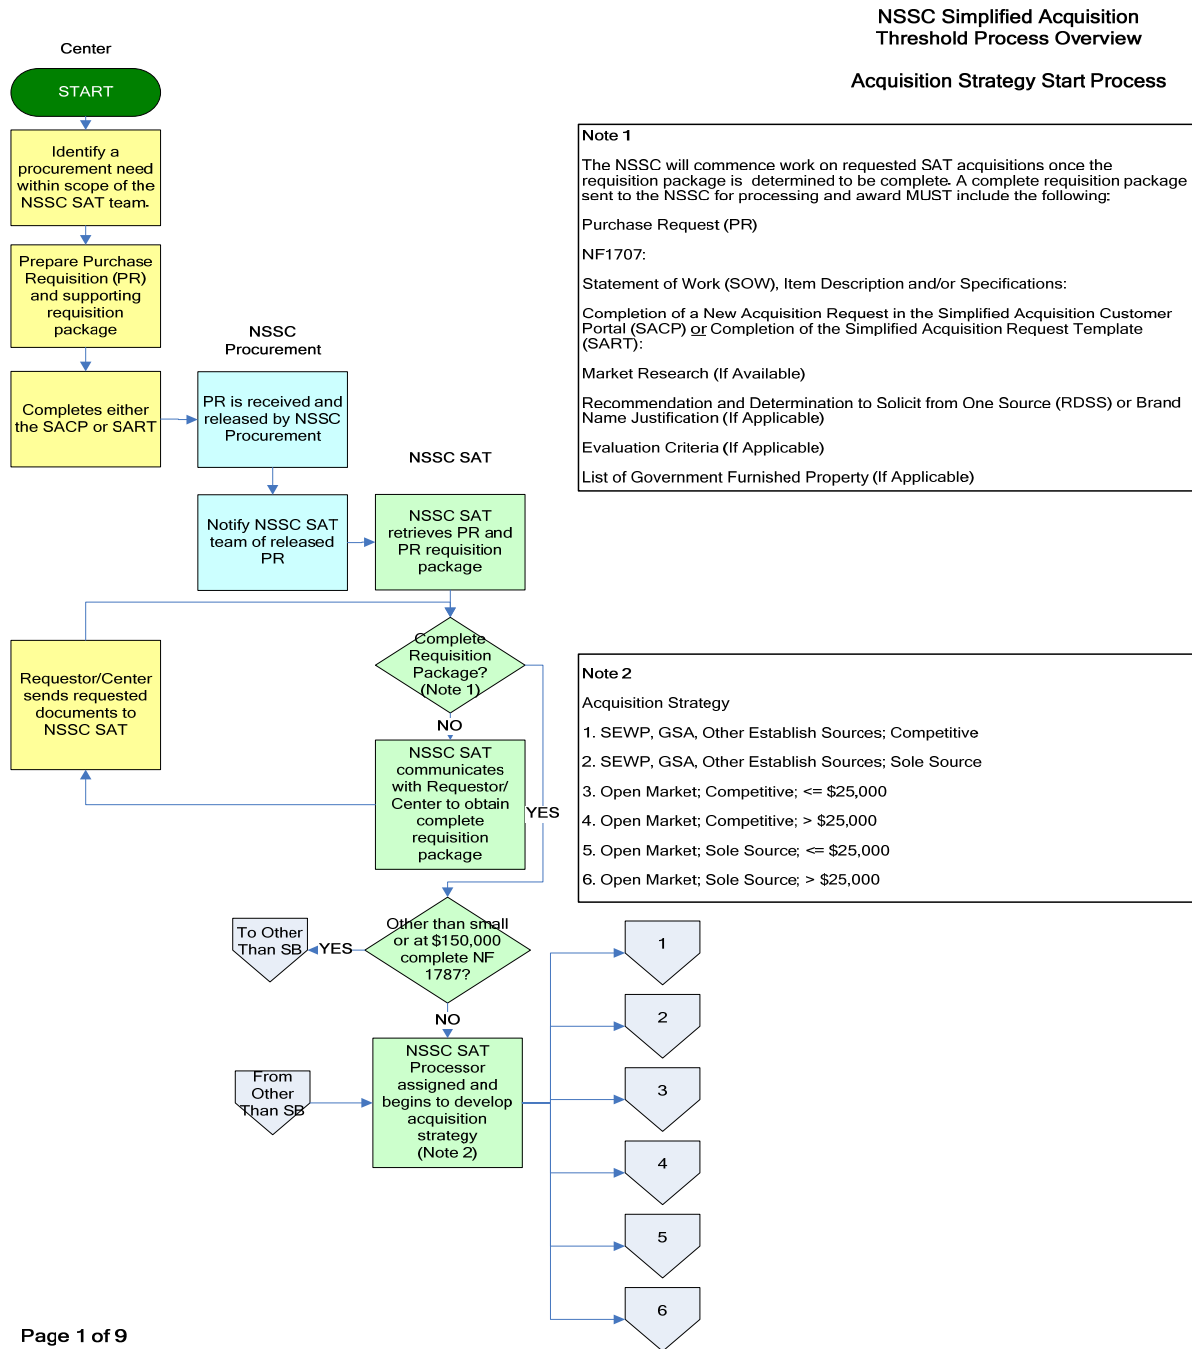 NSSC Simplified Acquisition
Threshold Process Overview
Acquisition Strategy Start Process
Center
START
Identify a
procurement need
within scope of the
NSSC SAT team.
Prepare Purchase
Requisition (PR)
and supporting
requisition
package
Completes either
the SACP or SART
NSSC
Procurement
PR is received and
released by NSSC
Procurement
Notify NSSC SAT
team of released
PR
NSSC SAT
NSSC SAT
retrieves PR and
PR requisition
package
Complete
Requisition
Package?
(Note 1)
NO
YES
NSSC SAT
communicates
with Requestor/
Center to obtain
complete
requisition
package
Requestor/Center
sends requested
documents to
NSSC SAT
Other than small
or at $150,000
complete NF
1787?
YES
To Other
Than SB
NO
From
Other
Than SB
NSSC SAT
Processor
assigned and
begins to develop
acquisition
strategy
(Note 2)
1
2
3
4
5
6
Note 1
The NSSC will commence work on requested SAT acquisitions once the
requisition package is determined to be complete. A complete requisition package
sent to the NSSC for processing and award MUST include the following:
Purchase Request (PR)
NF1707:
Statement of Work (SOW), Item Description and/or Specifications:
Completion of a New Acquisition Request in the Simplified Acquisition Customer
Portal (SACP) or Completion of the Simplified Acquisition Request Template
(SART):
Market Research (If Available)
Recommendation and Determination to Solicit from One Source (RDSS) or Brand
Name Justification (If Applicable)
Evaluation Criteria (If Applicable)
List of Government Furnished Property (If Applicable)
Note 2
Acquisition Strategy
1. SEWP, GSA, Other Establish Sources; Competitive
2. SEWP, GSA, Other Establish Sources; Sole Source
3. Open Market; Competitive; <= $25,000
4. Open Market; Competitive; > $25,000
5. Open Market; Sole Source; <= $25,000
6. Open Market; Sole Source; > $25,000
Page 1 of 9